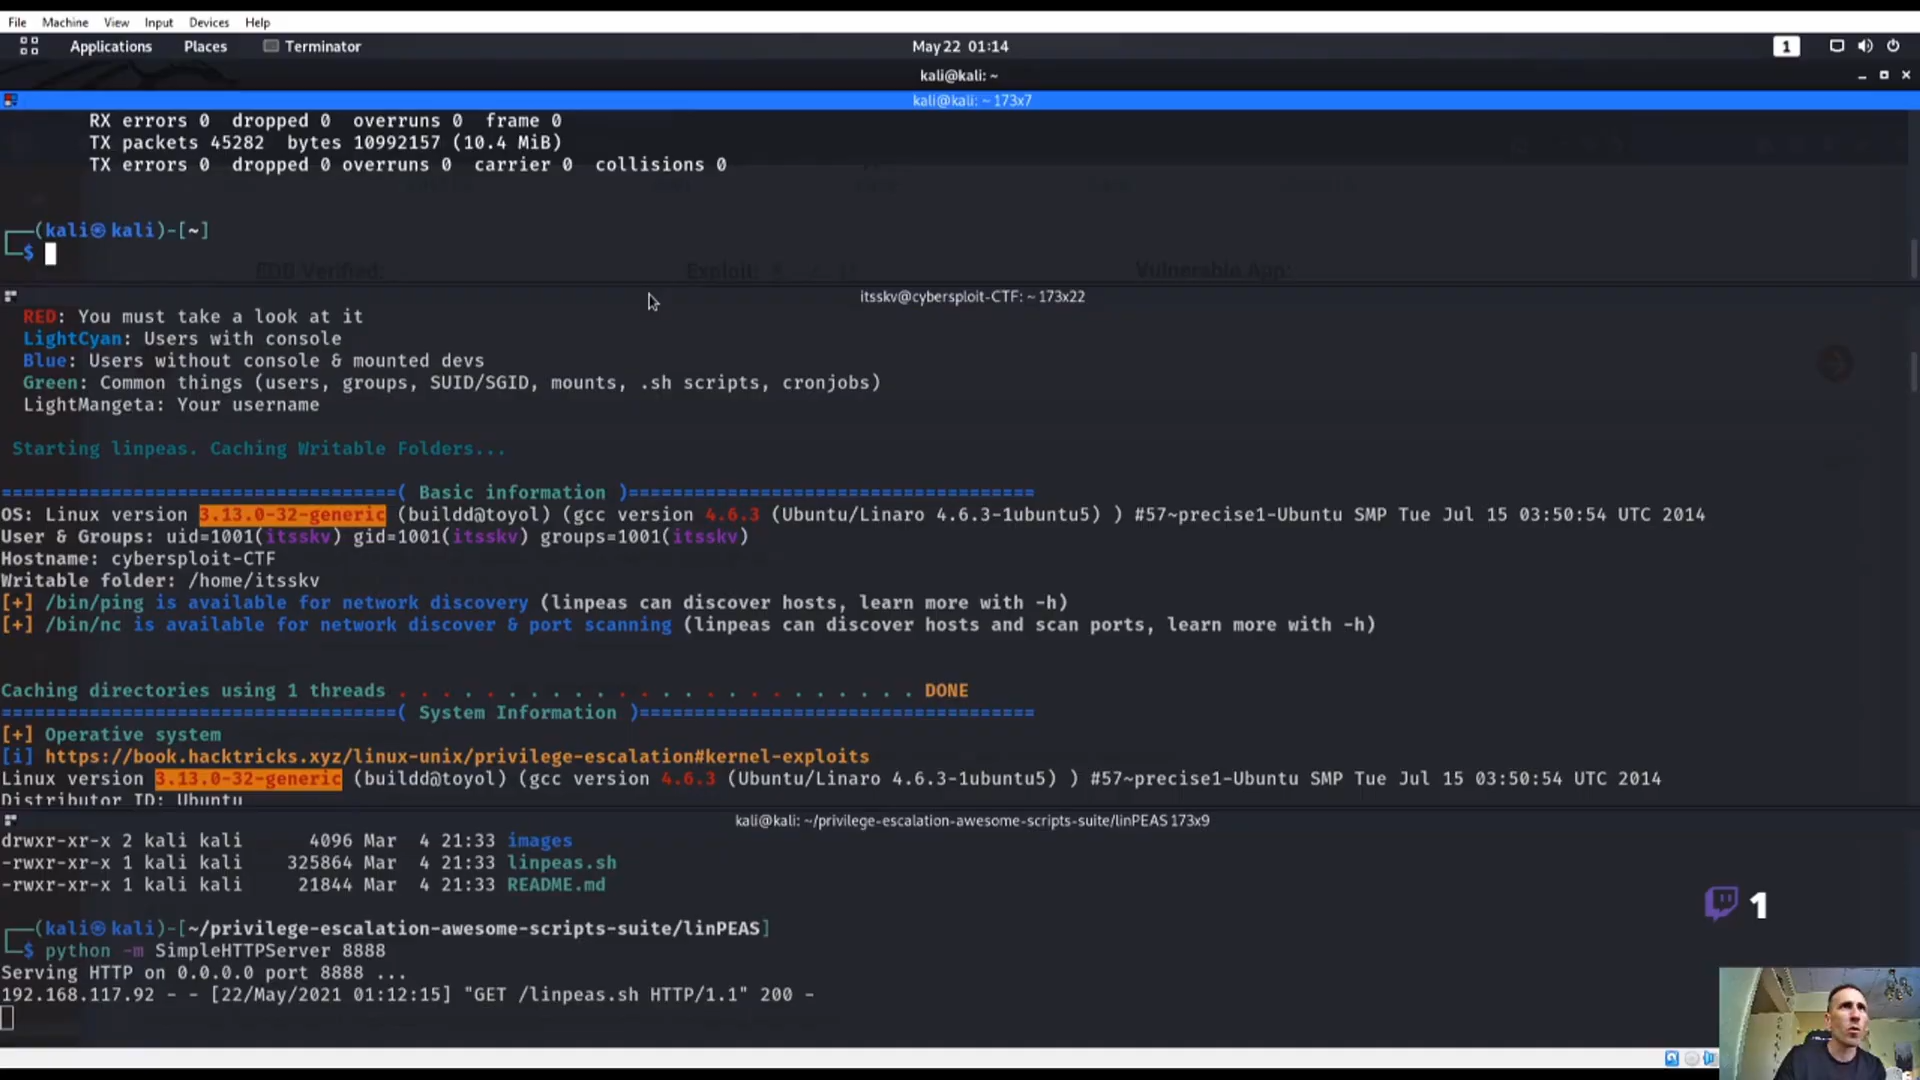 File Machine View Input Devices Help
Applications Places Terminator May 22 01:14 1
kali@kali: ~
kali@kali: ~ 173x7
RX errors 0 dropped 0 overruns 0 frame 0
TX packets 45282 bytes 10992157 (10.4 MiB)
TX errors 0 dropped 0 overruns 0 carrier 0 collisions 0
┌──(kali㉿kali)-[~]
└─$
EDB Verified: Exploit: Vulnerable App:
itsskv@cybersploit-CTF: ~ 173x22
RED: You must take a look at it
LightCyan: Users with console
Blue: Users without console & mounted devs
Green: Common things (users, groups, SUID/SGID, mounts, .sh scripts, cronjobs)
LightMangeta: Your username
Starting linpeas. Caching Writable Folders...
====================================( Basic information )=====================================
OS: Linux version 3.13.0-32-generic (buildd@toyol) (gcc version 4.6.3 (Ubuntu/Linaro 4.6.3-1ubuntu5) ) #57~precise1-Ubuntu SMP Tue Jul 15 03:50:54 UTC 2014
User & Groups: uid=1001(itsskv) gid=1001(itsskv) groups=1001(itsskv)
Hostname: cybersploit-CTF
Writable folder: /home/itsskv
[+] /bin/ping is available for network discovery (linpeas can discover hosts, learn more with -h)
[+] /bin/nc is available for network discover & port scanning (linpeas can discover hosts and scan ports, learn more with -h)
Caching directories using 1 threads . . . . . . . . . . . . . . . . . . . . . . . . DONE
====================================( System Information )====================================
[+] Operative system
[i] https://book.hacktricks.xyz/linux-unix/privilege-escalation#kernel-exploits
Linux version 3.13.0-32-generic (buildd@toyol) (gcc version 4.6.3 (Ubuntu/Linaro 4.6.3-1ubuntu5) ) #57~precise1-Ubuntu SMP Tue Jul 15 03:50:54 UTC 2014
Distributor ID: Ubuntu
kali@kali: ~/privilege-escalation-awesome-scripts-suite/linPEAS 173x9
drwxr-xr-x 2 kali kali 4096 Mar 4 21:33 images
-rwxr-xr-x 1 kali kali 325864 Mar 4 21:33 linpeas.sh
-rwxr-xr-x 1 kali kali 21844 Mar 4 21:33 README.md
┌──(kali㉿kali)-[~/privilege-escalation-awesome-scripts-suite/linPEAS]
└─$ python -m SimpleHTTPServer 8888
Serving HTTP on 0.0.0.0 port 8888 ...
192.168.117.92 - - [22/May/2021 01:12:15] "GET /linpeas.sh HTTP/1.1" 200 -
1